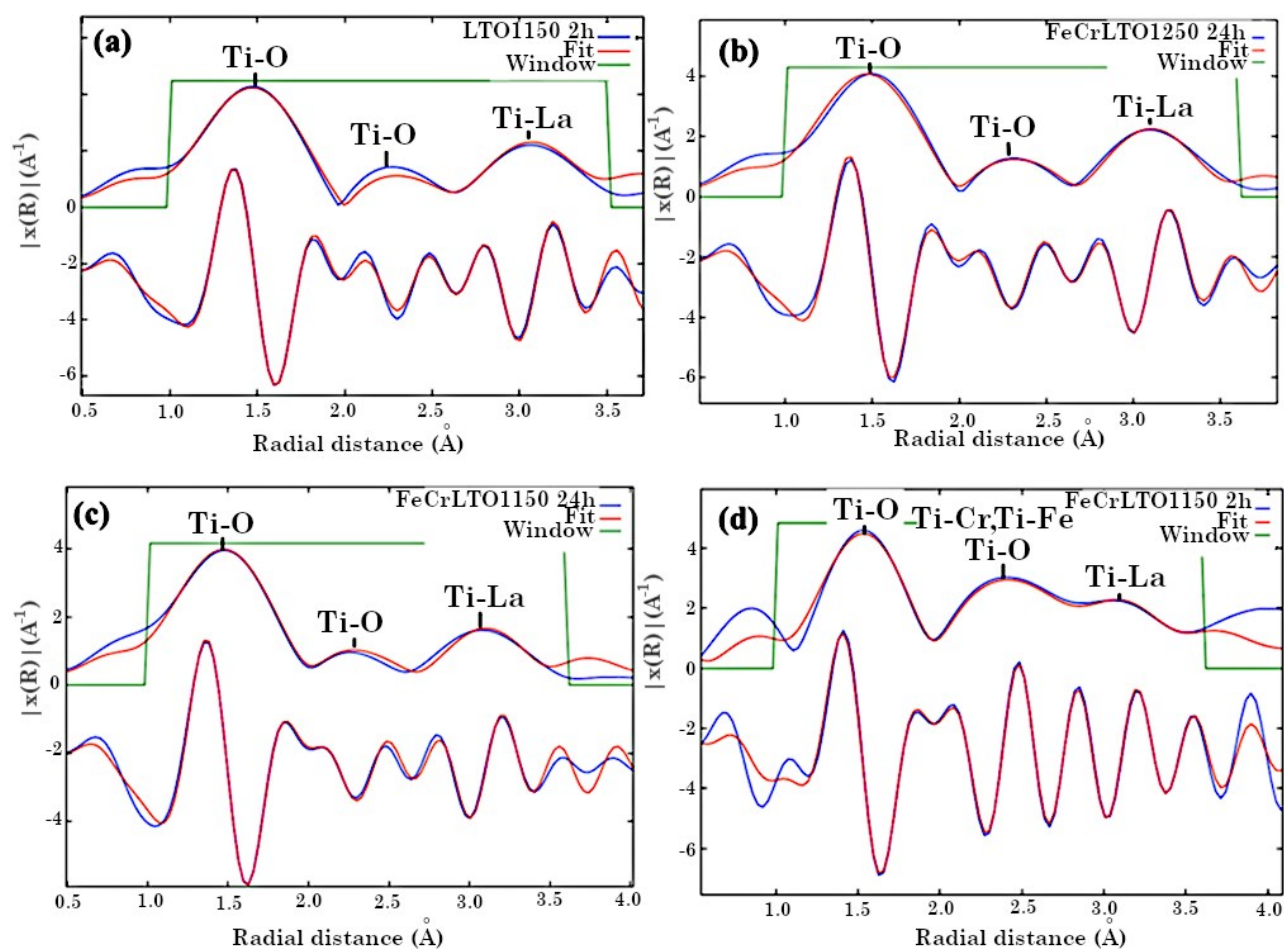 (a)
LTO1150 2h
Fit
Window
Ti-O
Ti-O
Ti-La
|x(R)|(A⁻¹)
0
-2
-4
-6
0.5 1.0 1.5 2.0 2.5 3.0 3.5
Radial distance (Å)
(b)
FeCrLTO1250 24h
Fit
Window
Ti-O
Ti-O
Ti-La
|x(R)|(A⁻¹)
4
2
0
-2
-4
-6
1.0 1.5 2.0 2.5 3.0 3.5
Radial distance (Å)
(c)
FeCrLTO1150 24h
Fit
Window
Ti-O
Ti-O
Ti-La
|x(R)|(A⁻¹)
4
2
0
-2
-4
0.5 1.0 1.5 2.0 2.5 3.0 3.5 4.0
Radial distance (Å)
(d)
FeCrLTO1150 2h
Fit
Window
Ti-O
Ti-Cr,Ti-Fe
Ti-O
Ti-La
|x(R)|(A⁻¹)
4
2
0
-2
-4
-6
1.0 1.5 2.0 2.5 3.0 3.5 4.0
Radial distance (Å)